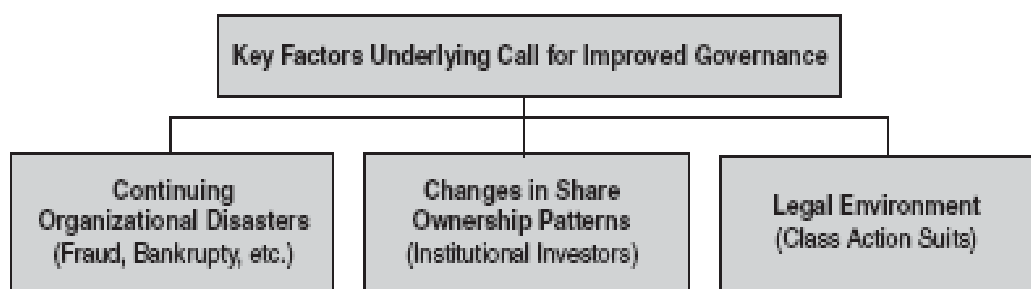 Key Factors Underlying Call for Improved Governance
Continuing
Organizational Disasters
(Fraud, Bankrupty, etc.)
Changes in Share
Ownership Patterns
(Institutional Investors)
Legal Environment
(Class Action Suits)